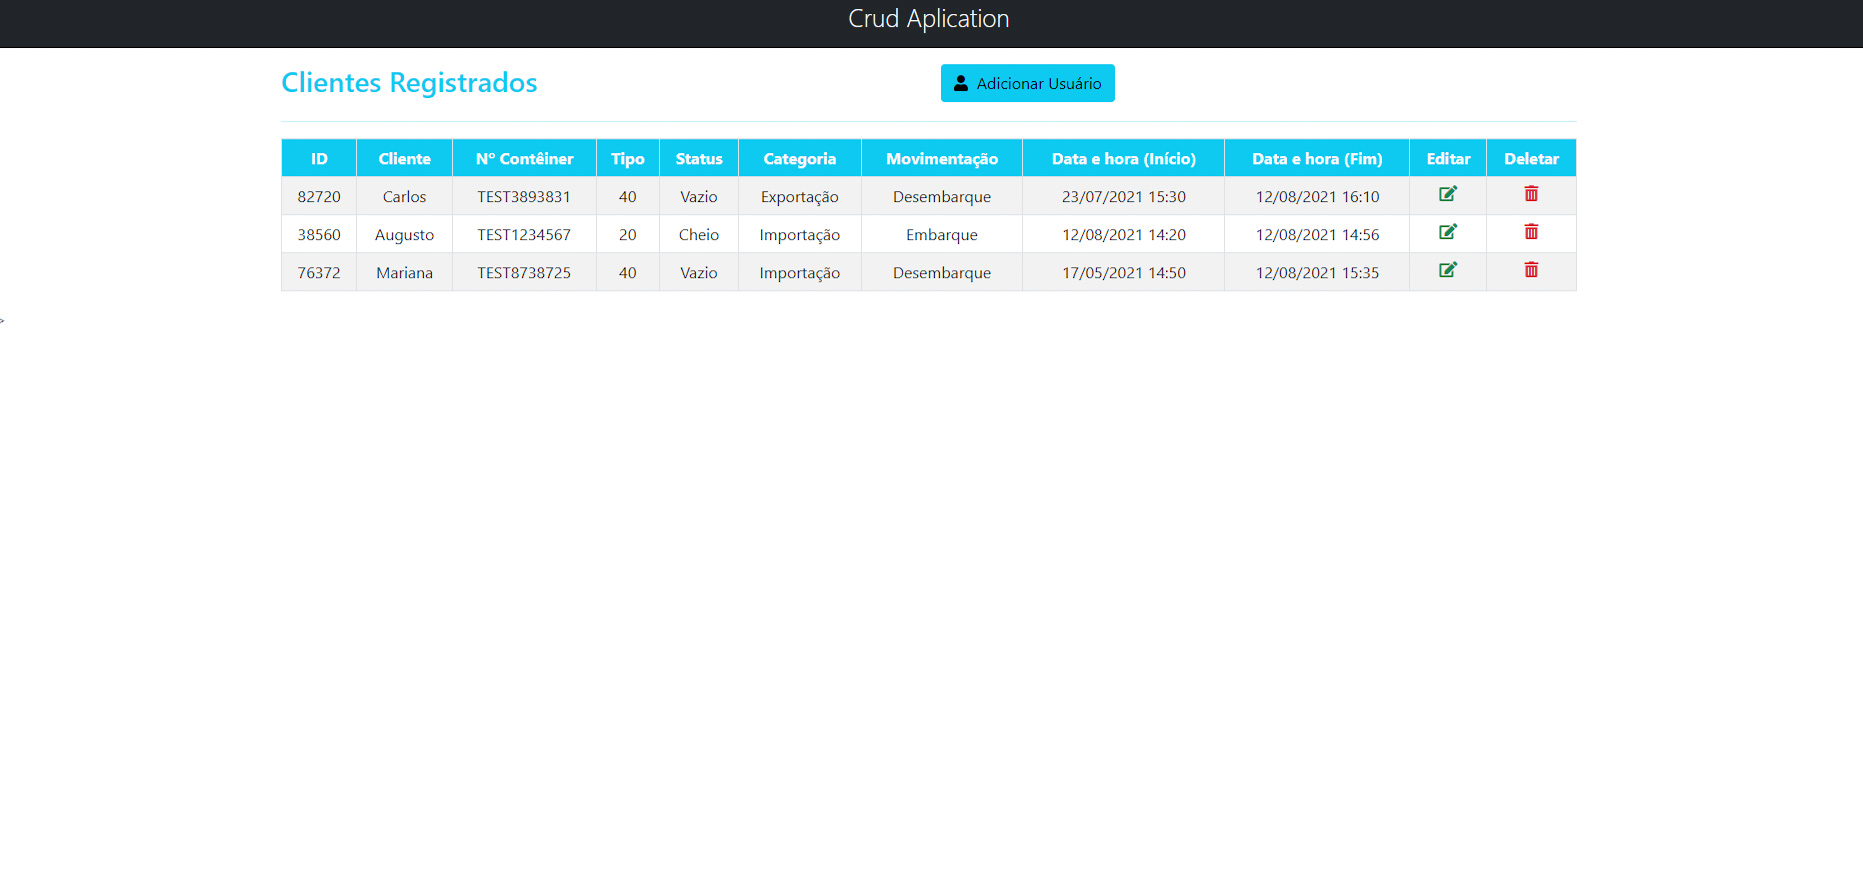 Crud Aplication
Clientes Registrados
Adicionar Usuário
ID Cliente Nº Contêiner Tipo Status Categoria Movimentação Data e hora (Início) Data e hora (Fim) Editar Deletar
82720 Carlos TEST3893831 40 Vazio Exportação Desembarque 23/07/2021 15:30 12/08/2021 16:10
38560 Augusto TEST1234567 20 Cheio Importação Embarque 12/08/2021 14:20 12/08/2021 14:56
76372 Mariana TEST8738725 40 Vazio Importação Desembarque 17/05/2021 14:50 12/08/2021 15:35
>